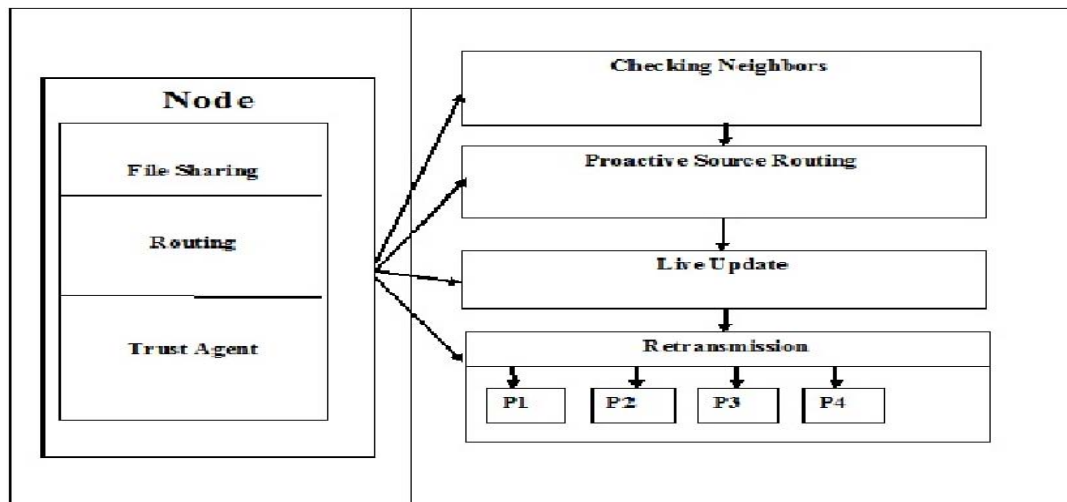 Node
File Sharing
Routing
Trust Agent
Checking Neighbors
Proactive Source Routing
Live Update
Retransmission
P1
P2
P3
P4